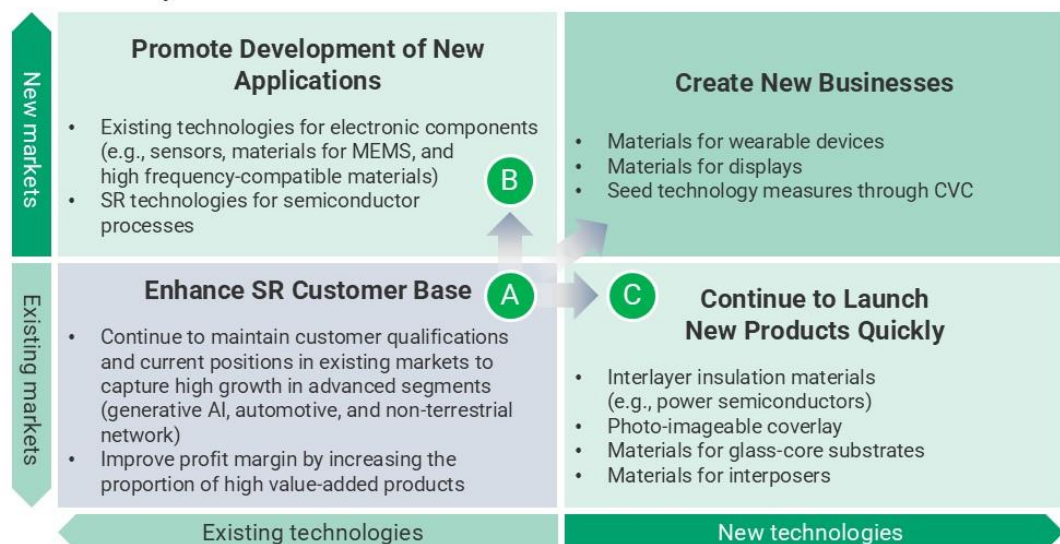 New markets
Promote Development of New
Applications
• Existing technologies for electronic components
(e.g., sensors, materials for MEMS, and
high frequency-compatible materials)
• SR technologies for semiconductor
processes
B
Create New Businesses
• Materials for wearable devices
• Materials for displays
• Seed technology measures through CVC
Existing markets
Enhance SR Customer Base
A
• Continue to maintain customer qualifications
and current positions in existing markets to
capture high growth in advanced segments
(generative AI, automotive, and non-terrestrial
network)
• Improve profit margin by increasing the
proportion of high value-added products
C
Continue to Launch
New Products Quickly
• Interlayer insulation materials
(e.g., power semiconductors)
• Photo-imageable coverlay
• Materials for glass-core substrates
• Materials for interposers
Existing technologies
New technologies